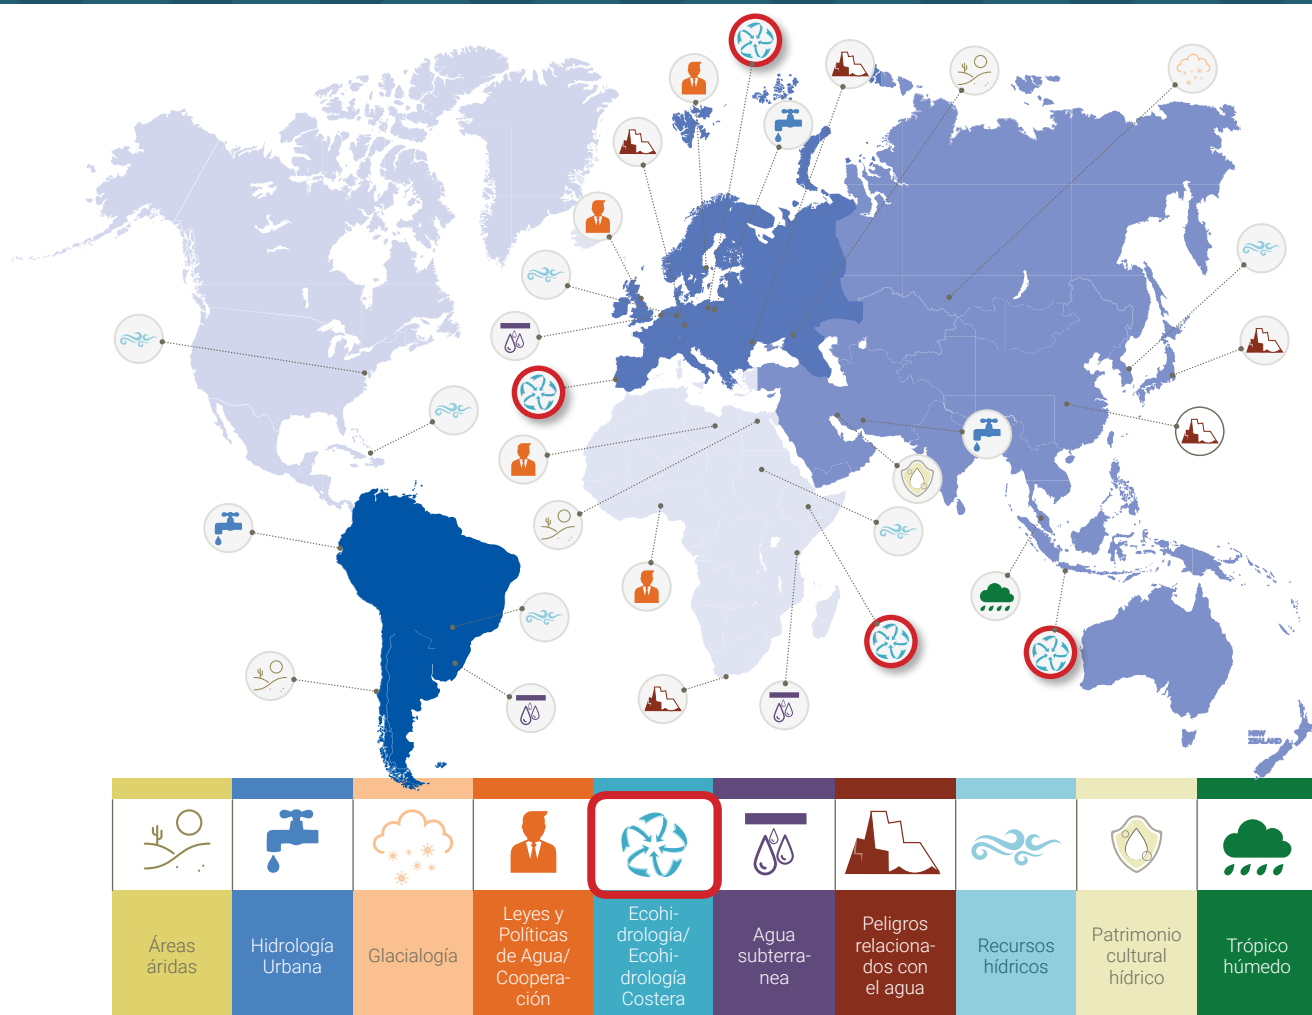 NEW
ZEALAND
Áreas
áridas
Hidrología
Urbana
Glacialogía
Leyes y
Políticas
de Agua/
Coopera-
ción
Ecohi-
drología/
Ecohi-
drología
Costera
Agua
subterra-
nea
Peligros
relaciona-
dos con
el agua
Recursos
hídricos
Patrimonio
cultural
hídrico
Trópico
húmedo